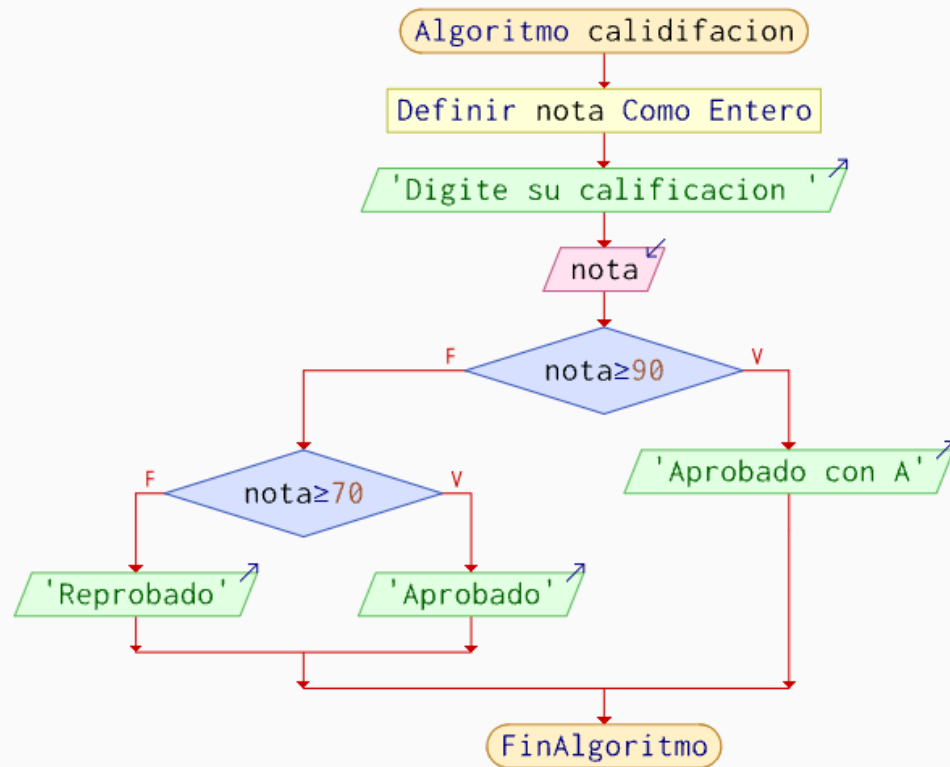 Algoritmo calidifacion
Definir nota Como Entero
'Digite su calificacion '
nota
F
V
nota≥90
'Aprobado con A'
F
V
nota≥70
'Reprobado'
'Aprobado'
FinAlgoritmo